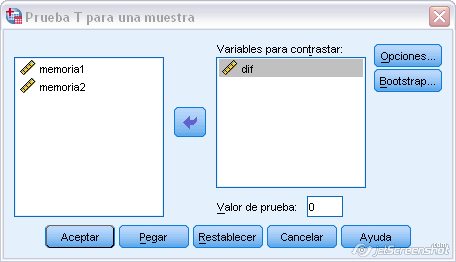 Prueba T para una muestra
Variables para contrastar:
memoria1
memoria2
dif
Opciones...
Bootstrap...
Valor de prueba: 0
Aceptar
Pegar
Restablecer
Cancelar
Ayuda
jetScreenshot